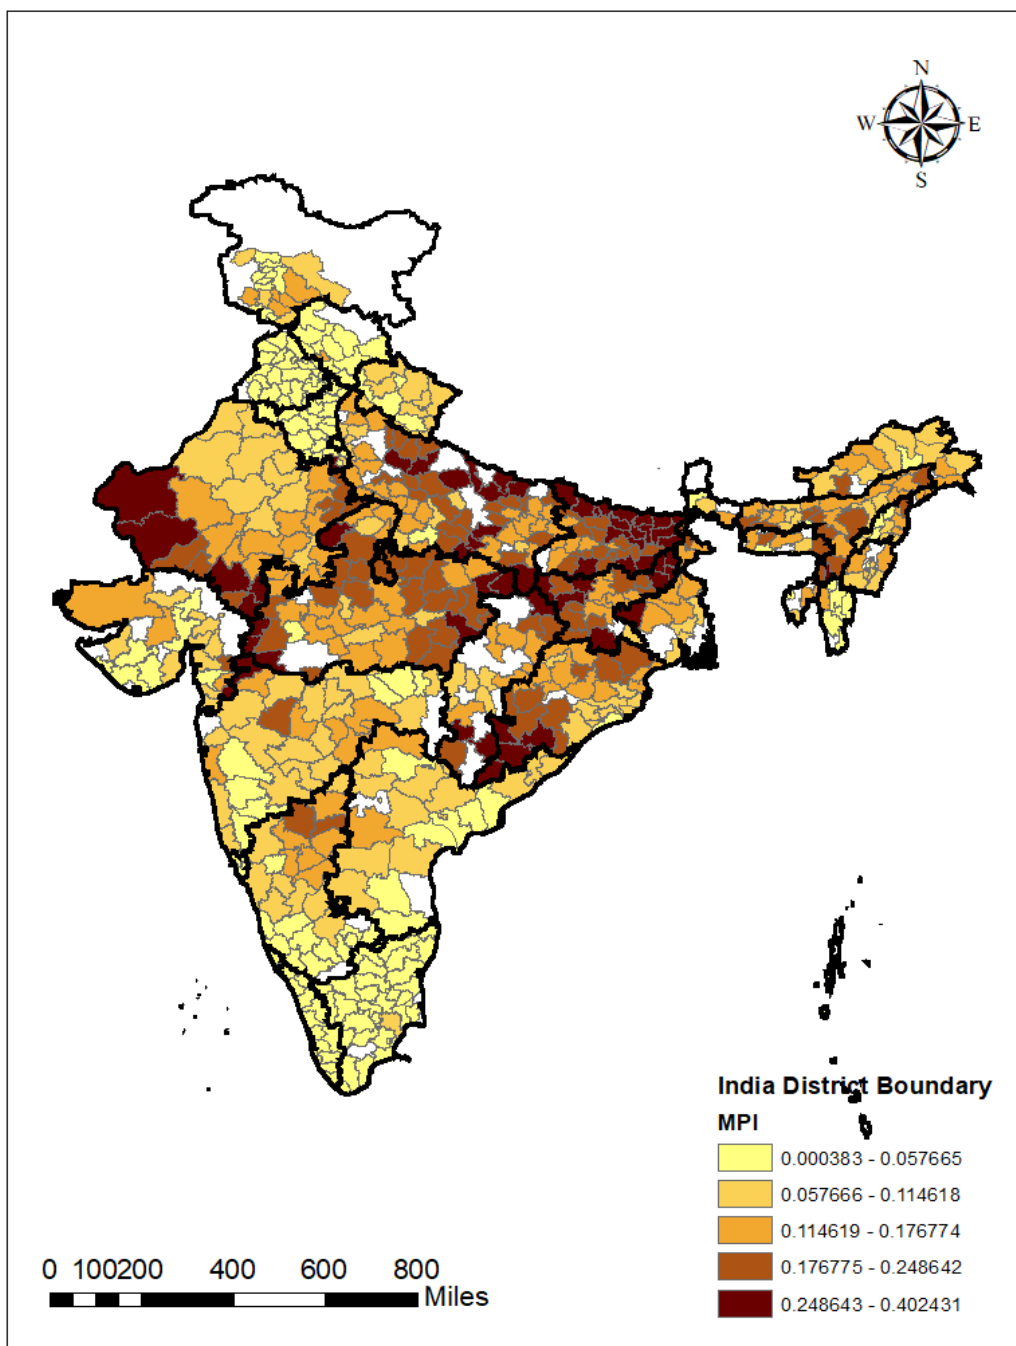 N
W E
S
India District Boundary
MPI
0.000383 - 0.057665
0.057666 - 0.114618
0.114619 - 0.176774
0.176775 - 0.248642
0.248643 - 0.402431
0 100200 400 600 800
Miles